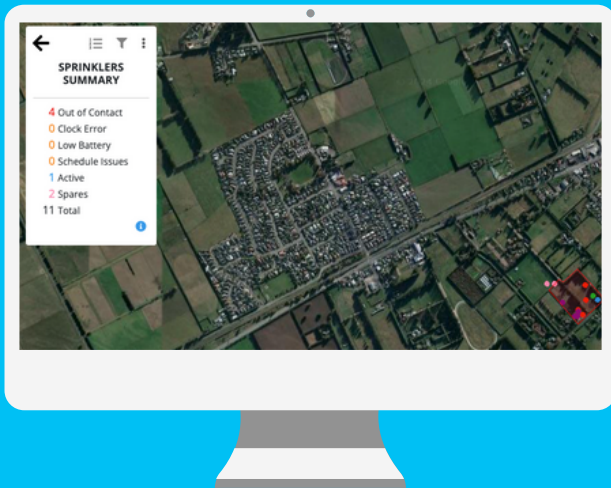 SPRINKLERS
SUMMARY
4 Out of Contact
0 Clock Error
0 Low Battery
0 Schedule Issues
1 Active
2 Spares
11 Total